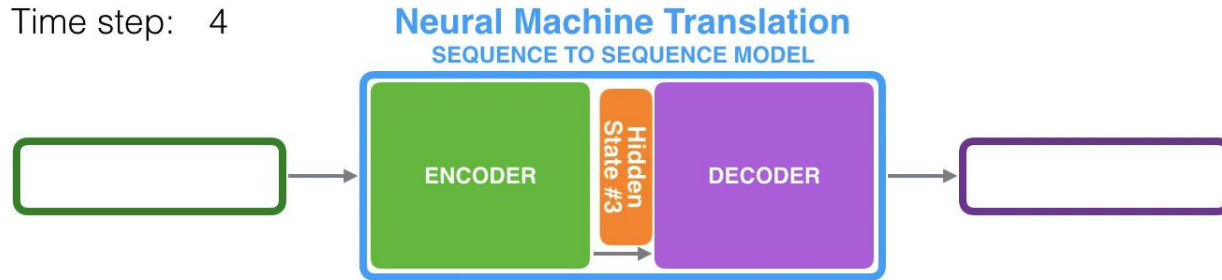 Time step: 4
Neural Machine Translation
SEQUENCE TO SEQUENCE MODEL
ENCODER
Hidden
State #3
DECODER